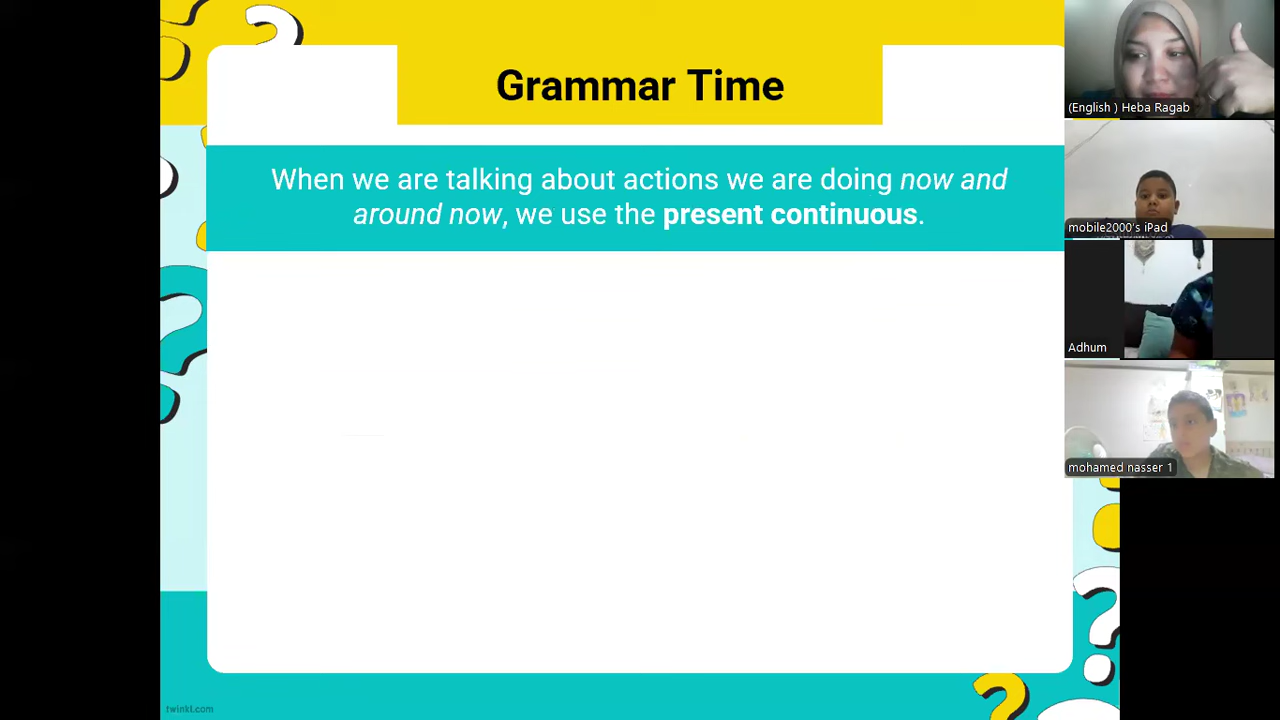 Grammar Time
When we are talking about actions we are doing now and
around now, we use the present continuous.
(English ) Heba Ragab
mobile2000's iPad
Adhum
mohamed nasser 1
twinkl.com